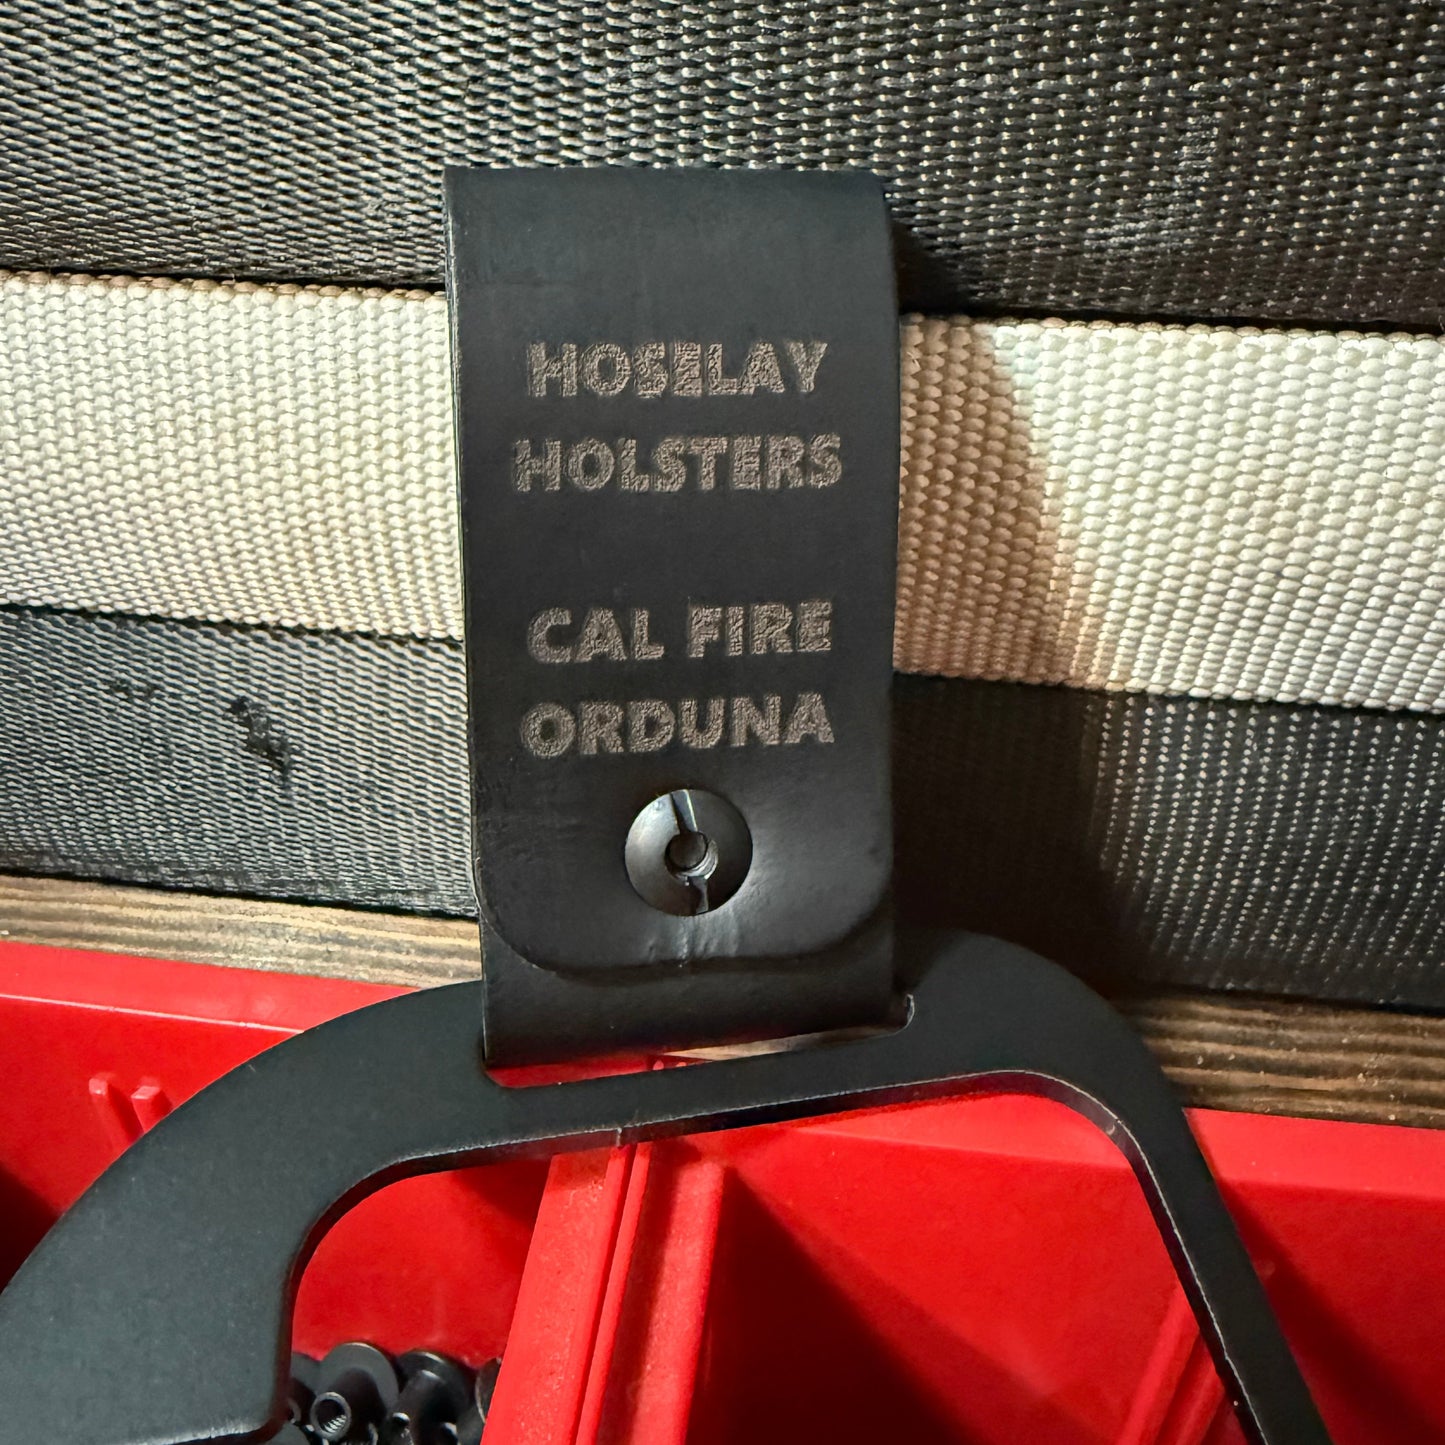 HOSELAY
HOLSTERS
CAL FIRE
ORDUNA